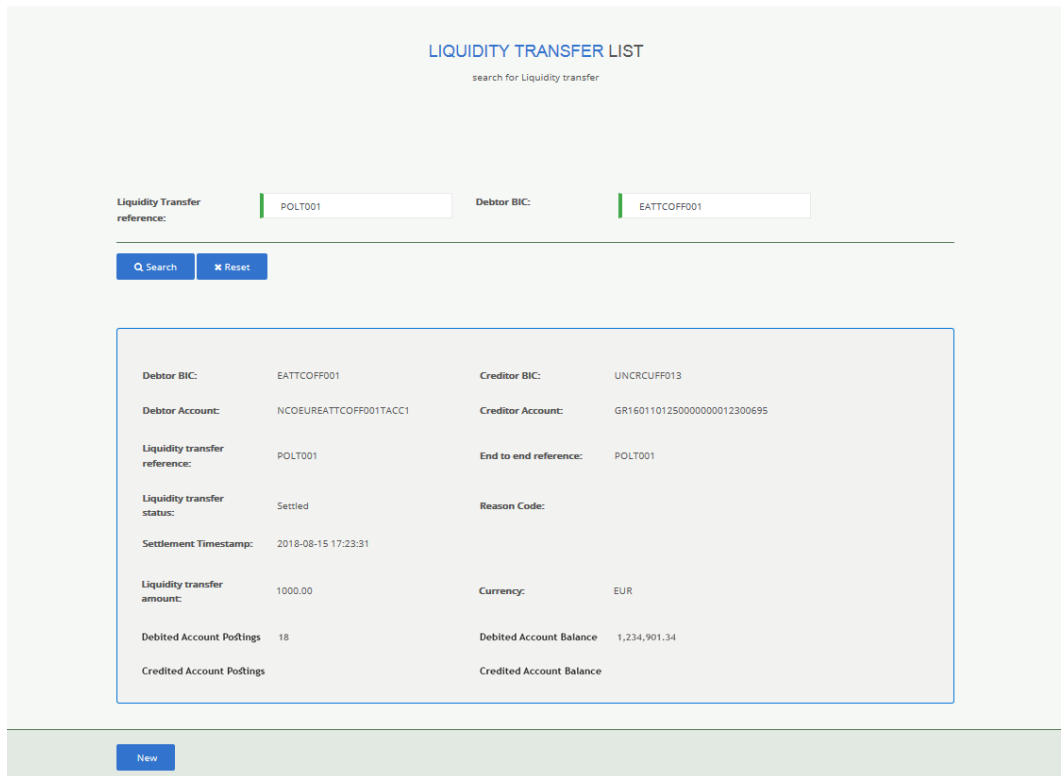 LIQUIDITY TRANSFER LIST
search for Liquidity transfer
Liquidity Transfer
reference:
POLT001
Debtor BIC:
EATTCOFF001
Search
Reset
Debtor BIC: EATTCOFF001 Creditor BIC: UNCRCUFF013
Debtor Account: NCOEUREATTCOFF001TACC1 Creditor Account: GR1601101250000000012300695
Liquidity transfer
reference:
POLT001 End to end reference: POLT001
Liquidity transfer
status:
Settled Reason Code:
Settlement Timestamp: 2018-08-15 17:23:31
Liquidity transfer
amount:
1000.00 Currency: EUR
Debited Account Postings 18 Debited Account Balance 1,234,901.34
Credited Account Postings Credited Account Balance
New